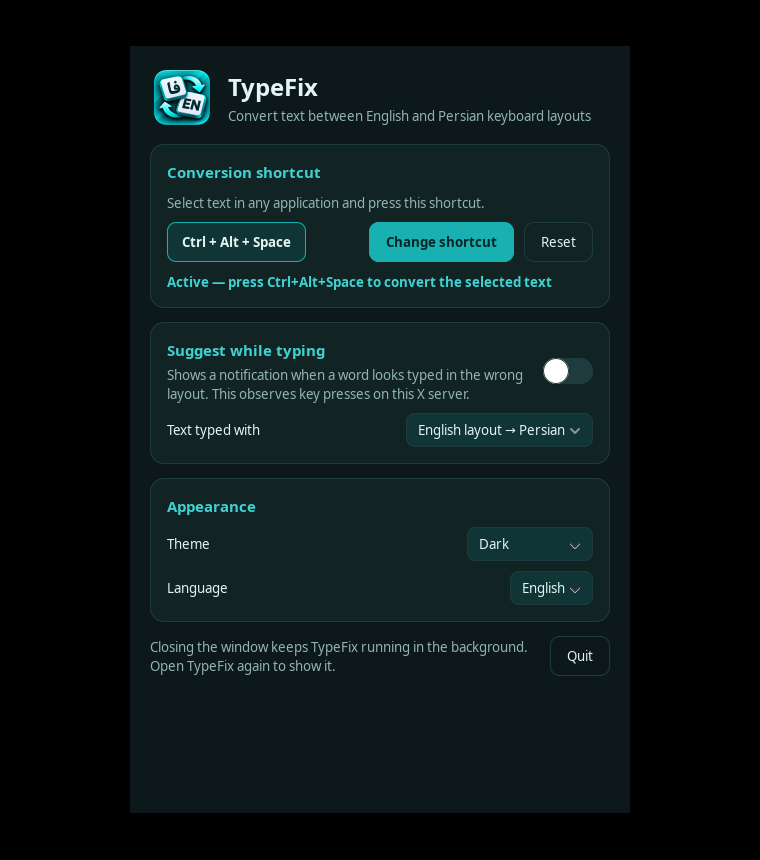 فا
EN
TypeFix
Convert text between English and Persian keyboard layouts
Conversion shortcut
Select text in any application and press this shortcut.
Ctrl + Alt + Space
Change shortcut
Reset
Active — press Ctrl+Alt+Space to convert the selected text
Suggest while typing
Shows a notification when a word looks typed in the wrong
layout. This observes key presses on this X server.
Text typed with
English layout → Persian
Appearance
Theme
Dark
Language
English
Closing the window keeps TypeFix running in the background.
Open TypeFix again to show it.
Quit